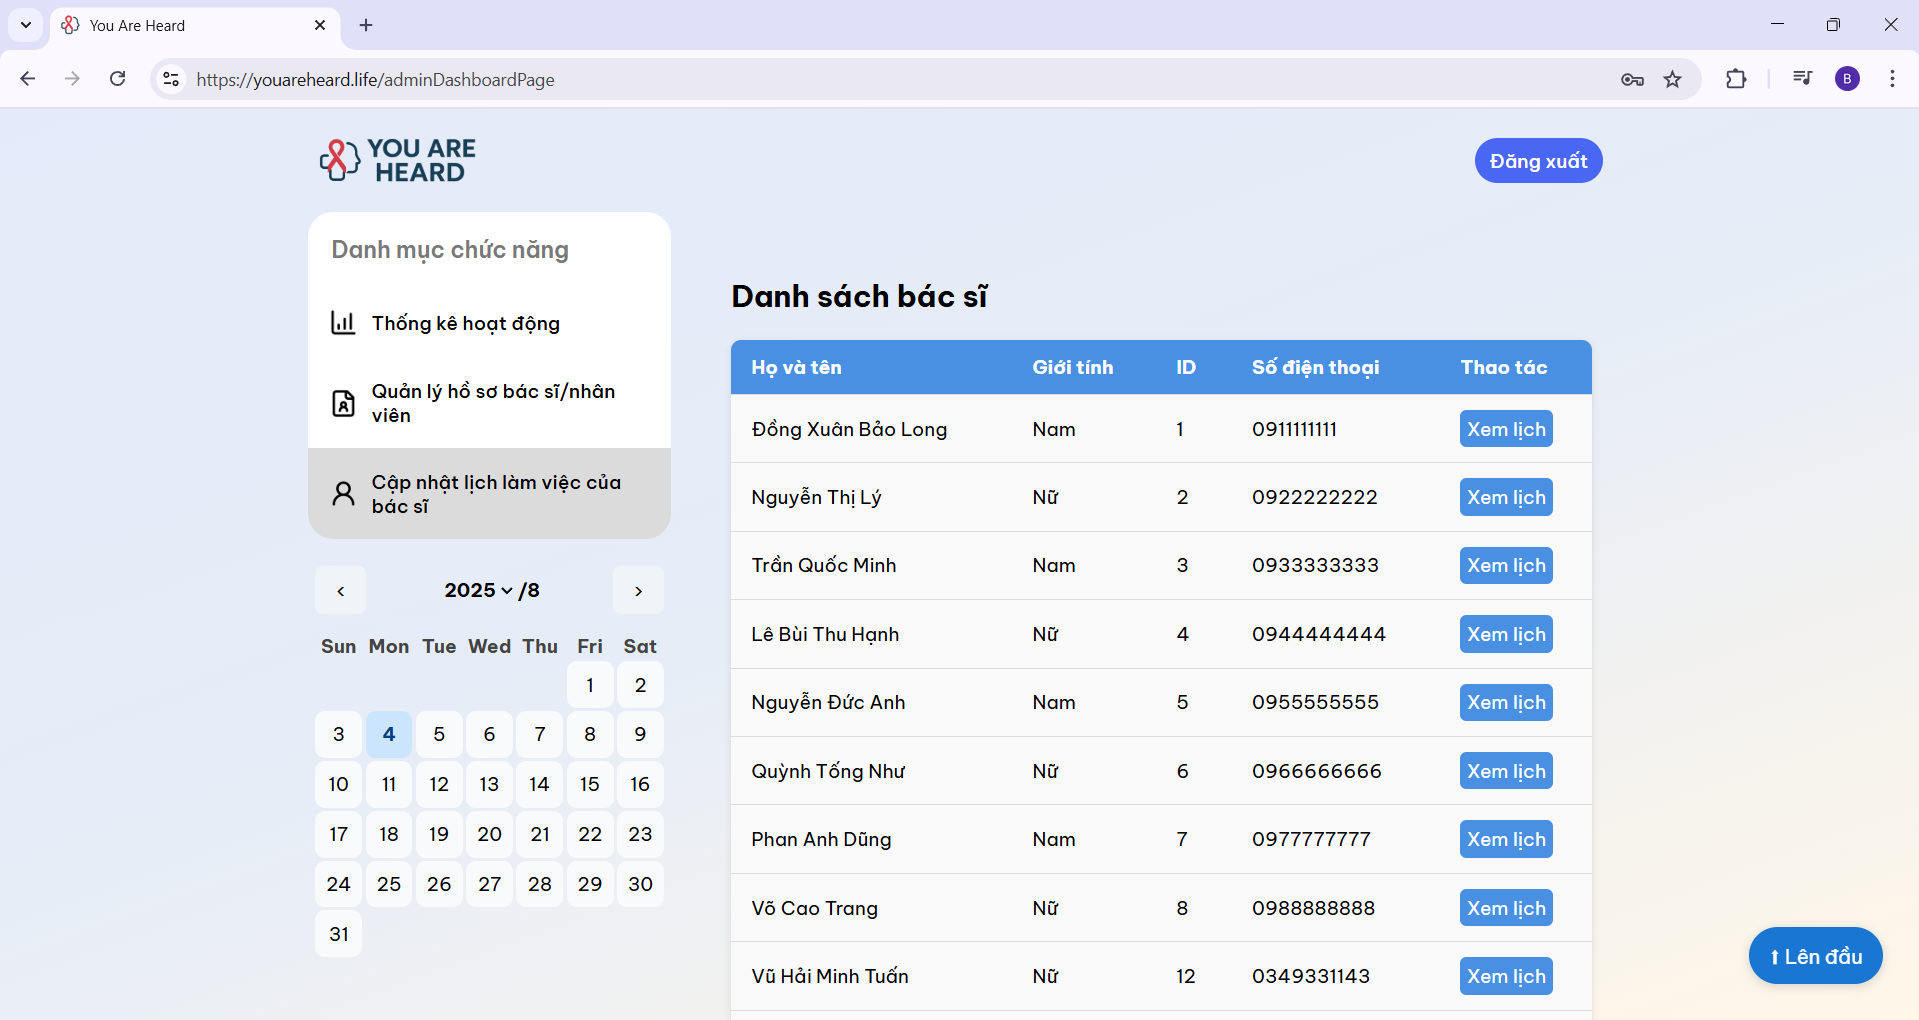 You Are Heard
https://youareheard.life/adminDashboardPage
B
YOU ARE
HEARD
Đăng xuất
Danh mục chức năng
Thống kê hoạt động
Quản lý hồ sơ bác sĩ/nhân
viên
Cập nhật lịch làm việc của
bác sĩ
2025 /8
Sun Mon Tue Wed Thu Fri Sat
1 2
3 4 5 6 7 8 9
10 11 12 13 14 15 16
17 18 19 20 21 22 23
24 25 26 27 28 29 30
31
Danh sách bác sĩ
Họ và tên Giới tính ID Số điện thoại Thao tác
Đồng Xuân Bảo Long Nam 1 0911111111 Xem lịch
Nguyễn Thị Lý Nữ 2 0922222222 Xem lịch
Trần Quốc Minh Nam 3 0933333333 Xem lịch
Lê Bùi Thu Hạnh Nữ 4 0944444444 Xem lịch
Nguyễn Đức Anh Nam 5 0955555555 Xem lịch
Quỳnh Tống Như Nữ 6 0966666666 Xem lịch
Phan Anh Dũng Nam 7 0977777777 Xem lịch
Võ Cao Trang Nữ 8 0988888888 Xem lịch
Vũ Hải Minh Tuấn Nữ 12 0349331143 Xem lịch
⭡ Lên đầu